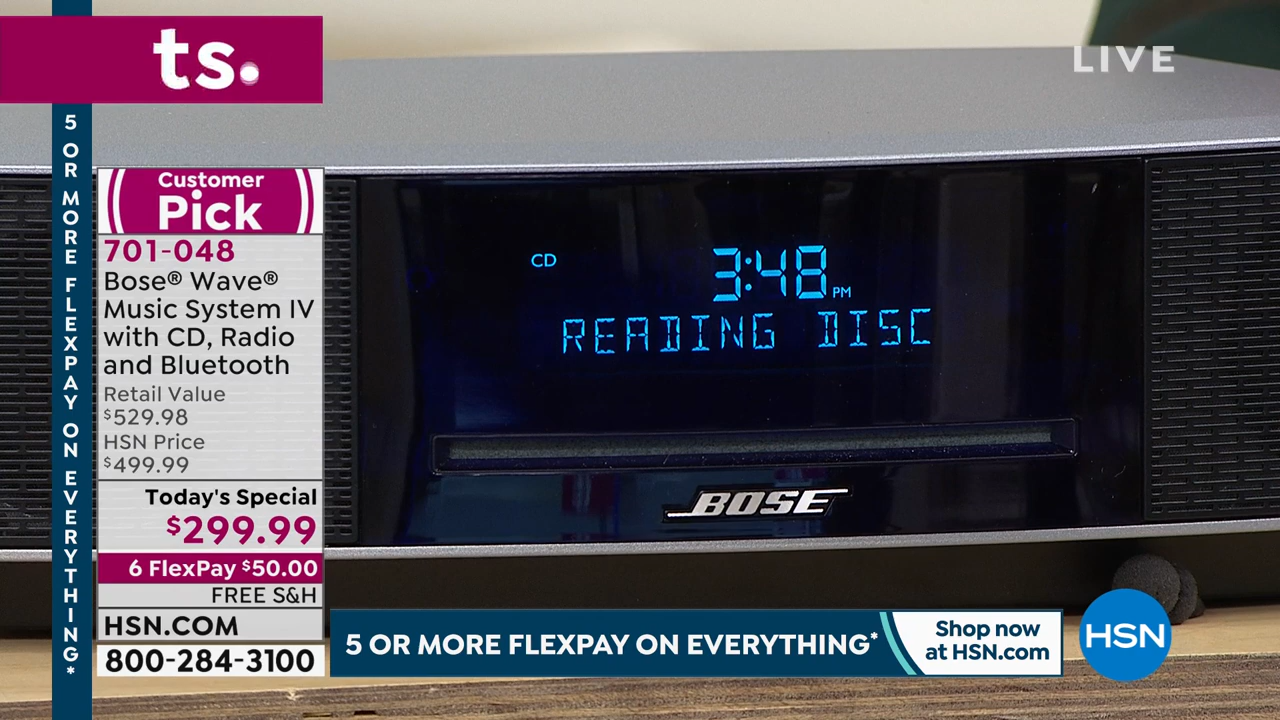 ts.
LIVE
5 OR MORE FLEXPAY ON EVERYTHING*
Customer
Pick
701-048
Bose® Wave®
Music System IV
with CD, Radio
and Bluetooth
Retail Value
$529.98
HSN Price
$499.99
Today's Special
$299.99
6 FlexPay $50.00
FREE S&H
HSN.COM
800-284-3100
CD
3:48 PM
READING DISC
BOSE
5 OR MORE FLEXPAY ON EVERYTHING*
Shop now
at HSN.com
HSN